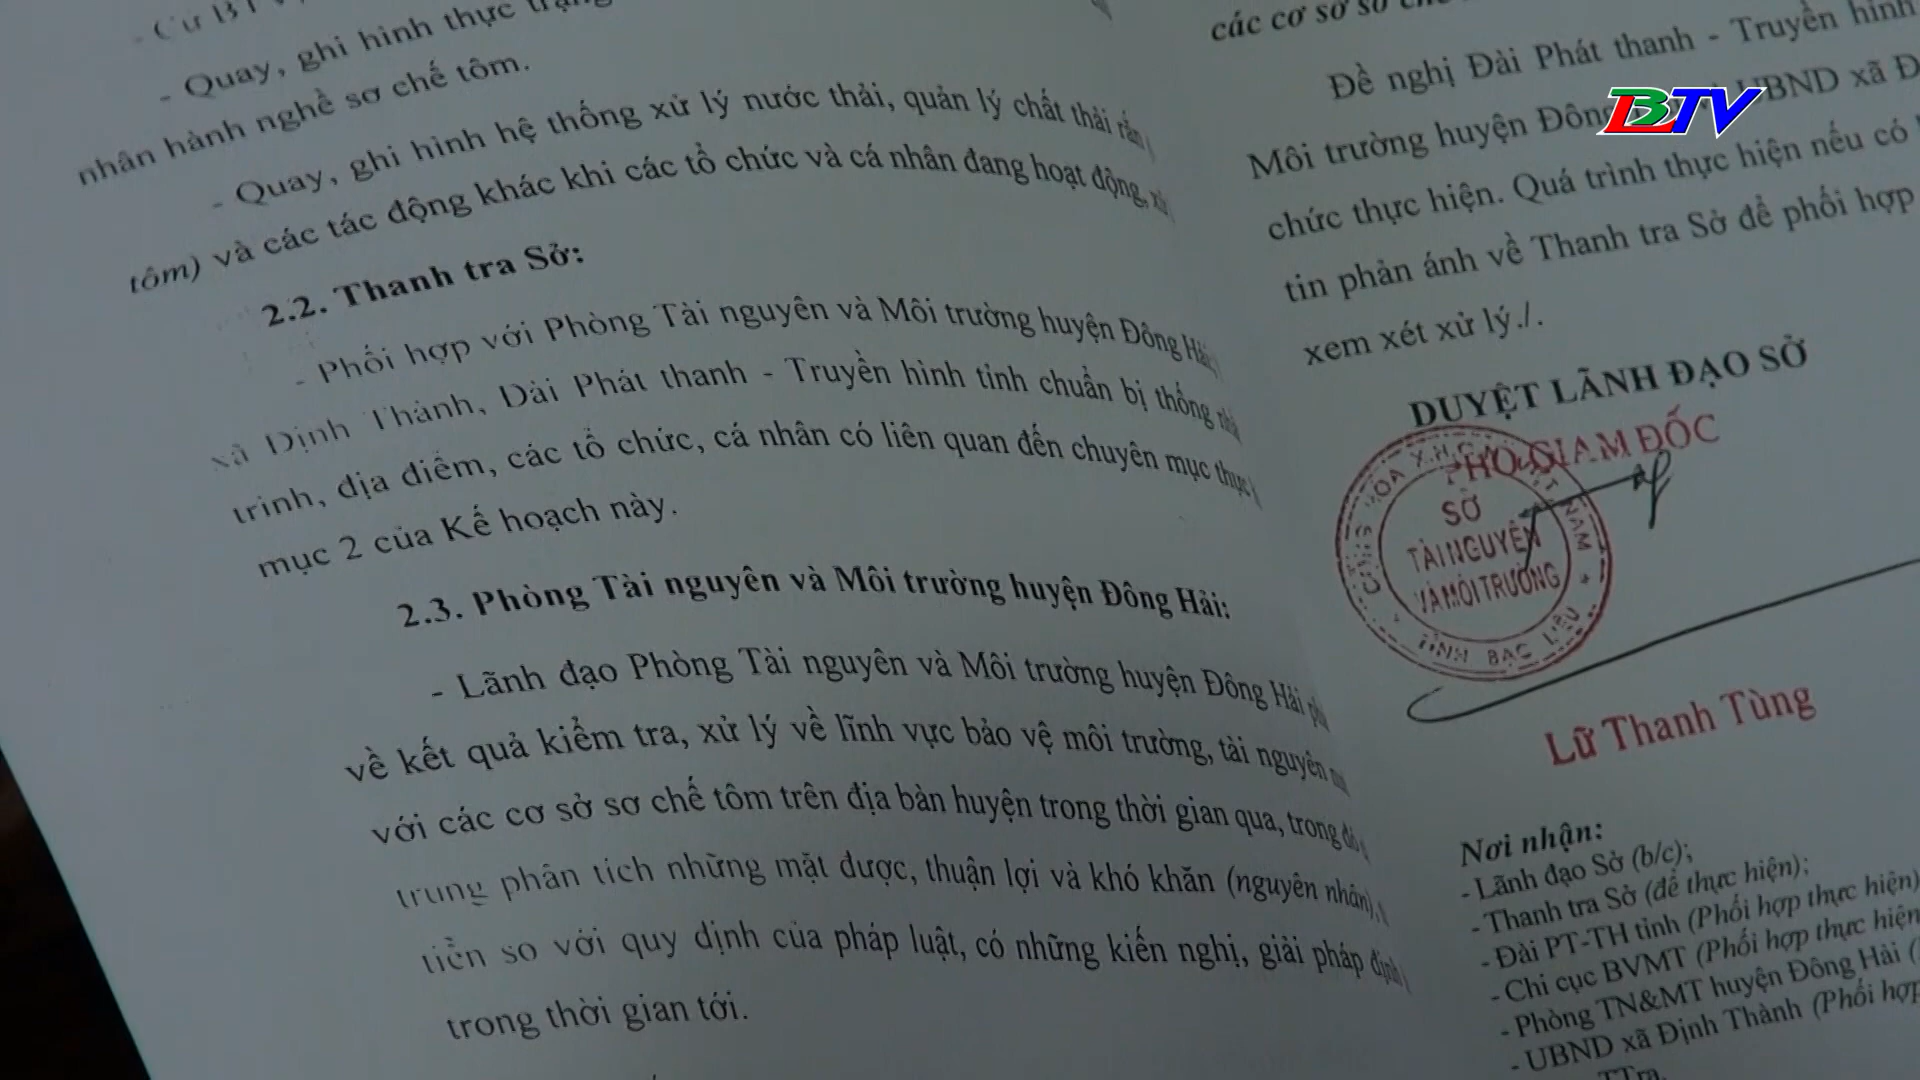 - Quay, ghi hình thực trạng
nhân hành nghề sơ chế tôm.
- Quay, ghi hình hệ thống xử lý nước thải, quản lý chất thải rắn
tôm) và các tác động khác khi các tổ chức và cá nhân đang hoạt động,
2.2. Thanh tra Sở:
- Phối hợp với Phòng Tài nguyên và Môi trường huyện Đông Hải
xã Định Thành, Đài Phát thanh - Truyền hình tỉnh chuẩn bị thống
trình, địa điểm, các tổ chức, cá nhân có liên quan đến chuyên mục thực
mục 2 của Kế hoạch này.
2.3. Phòng Tài nguyên và Môi trường huyện Đông Hải:
- Lãnh đạo Phòng Tài nguyên và Môi trường huyện Đông Hải
về kết quả kiểm tra, xử lý về lĩnh vực bảo vệ môi trường, tài nguyên
với các cơ sở sơ chế tôm trên địa bàn huyện trong thời gian qua, trong đó
trung phân tích những mặt được, thuận lợi và khó khăn (nguyên nhân),
tiễn so với quy định của pháp luật, có những kiến nghị, giải pháp định
trong thời gian tới.
các cơ sở sơ
Đề nghị Đài Phát thanh - Truyền hình
Môi trường huyện Đông UBND xã
chức thực hiện. Quá trình thực hiện nếu có
tin phản ánh về Thanh tra Sở để phối hợp
xem xét xử lý./.
DUYỆT LÃNH ĐẠO SỞ
PHÓ GIÁM ĐỐC
SỞ
TÀI NGUYÊN
VÀ MÔI TRƯỜNG
TỈNH BẠC LIÊU
Lữ Thanh Tùng
Nơi nhận:
- Lãnh đạo Sở (b/c);
- Thanh tra Sở (để thực hiện);
- Đài PT-TH tỉnh (Phối hợp thực hiện)
- Chi cục BVMT (Phối hợp thực hiện
- Phòng TN&MT huyện Đông Hải (
- UBND xã Định Thành (Phối hợp
BTV